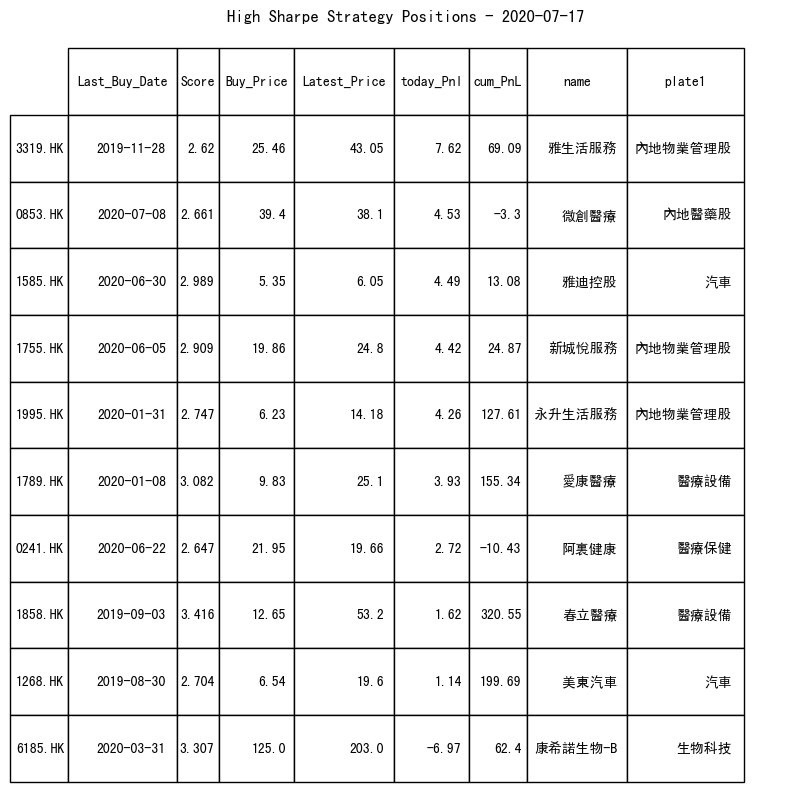 High Sharpe Strategy Positions - 2020-07-17
Last_Buy_Date Score Buy_Price Latest_Price today_Pnl cum_PnL name plate1
3319.HK 2019-11-28 2.62 25.46 43.05 7.62 69.09 雅生活服務 內地物業管理股
0853.HK 2020-07-08 2.661 39.4 38.1 4.53 -3.3 微創醫療 內地醫藥股
1585.HK 2020-06-30 2.989 5.35 6.05 4.49 13.08 雅迪控股 汽車
1755.HK 2020-06-05 2.909 19.86 24.8 4.42 24.87 新城悅服務 內地物業管理股
1995.HK 2020-01-31 2.747 6.23 14.18 4.26 127.61 永升生活服務 內地物業管理股
1789.HK 2020-01-08 3.082 9.83 25.1 3.93 155.34 愛康醫療 醫療設備
0241.HK 2020-06-22 2.647 21.95 19.66 2.72 -10.43 阿裏健康 醫療保健
1858.HK 2019-09-03 3.416 12.65 53.2 1.62 320.55 春立醫療 醫療設備
1268.HK 2019-08-30 2.704 6.54 19.6 1.14 199.69 美東汽車 汽車
6185.HK 2020-03-31 3.307 125.0 203.0 -6.97 62.4 康希諾生物-B 生物科技